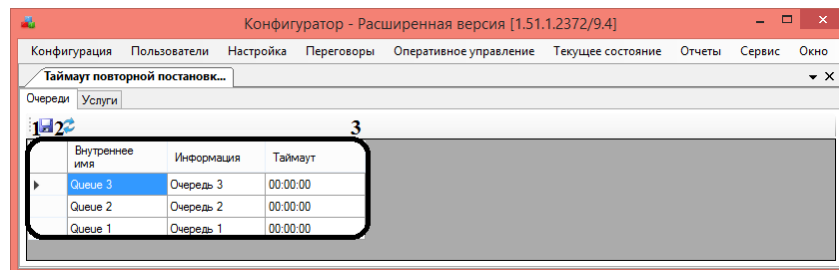 Конфигуратор - Расширенная версия [1.51.1.2372/9.4]
Конфигурация Пользователи Настройка Переговоры Оперативное управление Текущее состояние Отчеты Сервис Окно
Таймаут повторной постановк...
Очереди Услуги
1 2 3
Внутреннее имя Информация Таймаут
Queue 3 Очередь 3 00:00:00
Queue 2 Очередь 2 00:00:00
Queue 1 Очередь 1 00:00:00